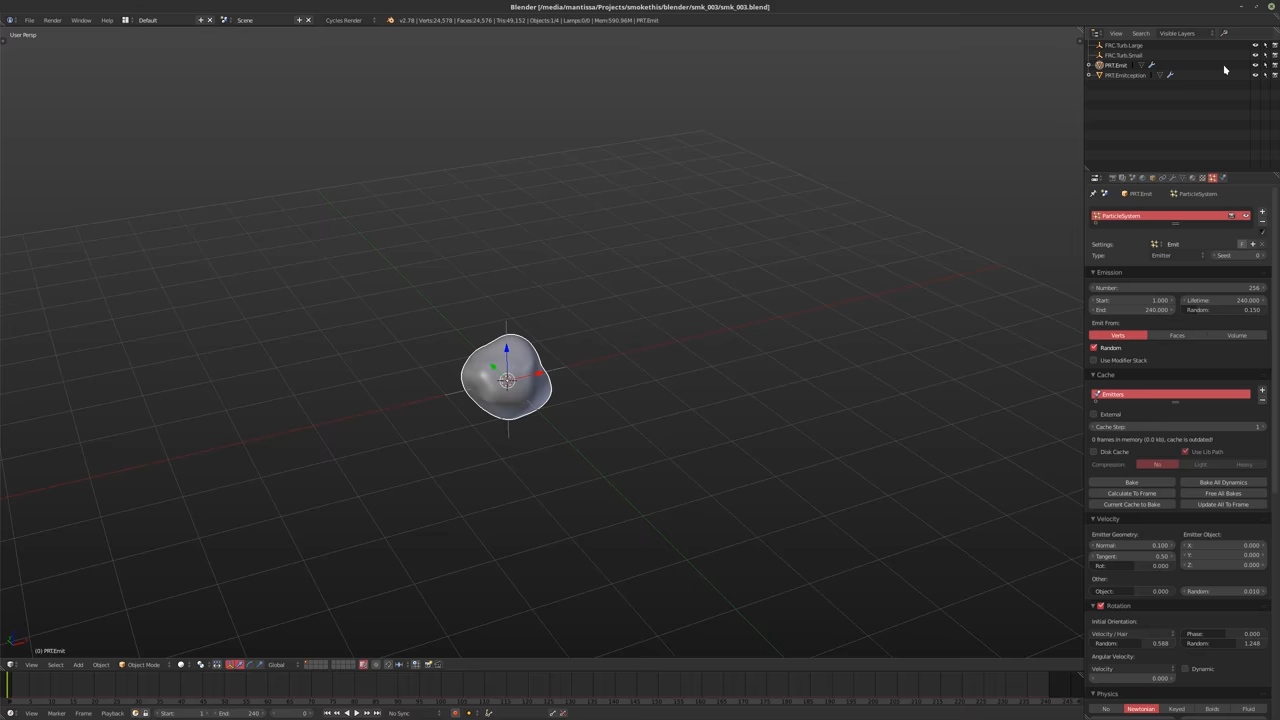 Blender [/media/mantissa/Projects/smokethis/blender/smk_003/smk_003.blend]
File Render Window Help Default Scene Cycles Render v2.78 | Verts:24,578 | Faces:24,576 | Tris:49,152 | Objects:1/4 | Lamps:0/0 | Mem:590.96M | PRT.Emit
User Persp
View Search Visible Layers
FRC.Turb.Large
FRC.Turb.Small
PRT.Emit
PRT.Emitception
PRT.Emit ParticleSystem
ParticleSystem
Settings: Emit F
Type: Emitter Seed: 0
Emission
Number: 256
Start: 1.000 Lifetime: 240.000
End: 240.000 Random: 0.150
Emit From:
Verts Faces Volume
Random
Use Modifier Stack
Cache
Emitters
External
Cache Step: 1
0 frames in memory (0.0 kb), cache is outdated!
Disk Cache Use Lib Path
Compression: No Light Heavy
Bake Bake All Dynamics
Calculate To Frame Free All Bakes
Current Cache to Bake Update All To Frame
Velocity
Emitter Geometry: Emitter Object:
Normal: 0.100 X: 0.000
Tangent: 0.50 Y: 0.000
Rot: 0.000 Z: 0.000
Other:
Object: 0.000 Random: 0.010
Rotation
Initial Orientation:
Velocity / Hair Phase: 0.000
Random: 0.588 Random: 1.248
Angular Velocity:
Velocity Dynamic
0.000
Physics
No Newtonian Keyed Boids Fluid
(0) PRT.Emit
View Select Add Object Object Mode Global
View Marker Frame Playback Start: 1 End: 240 0 No Sync